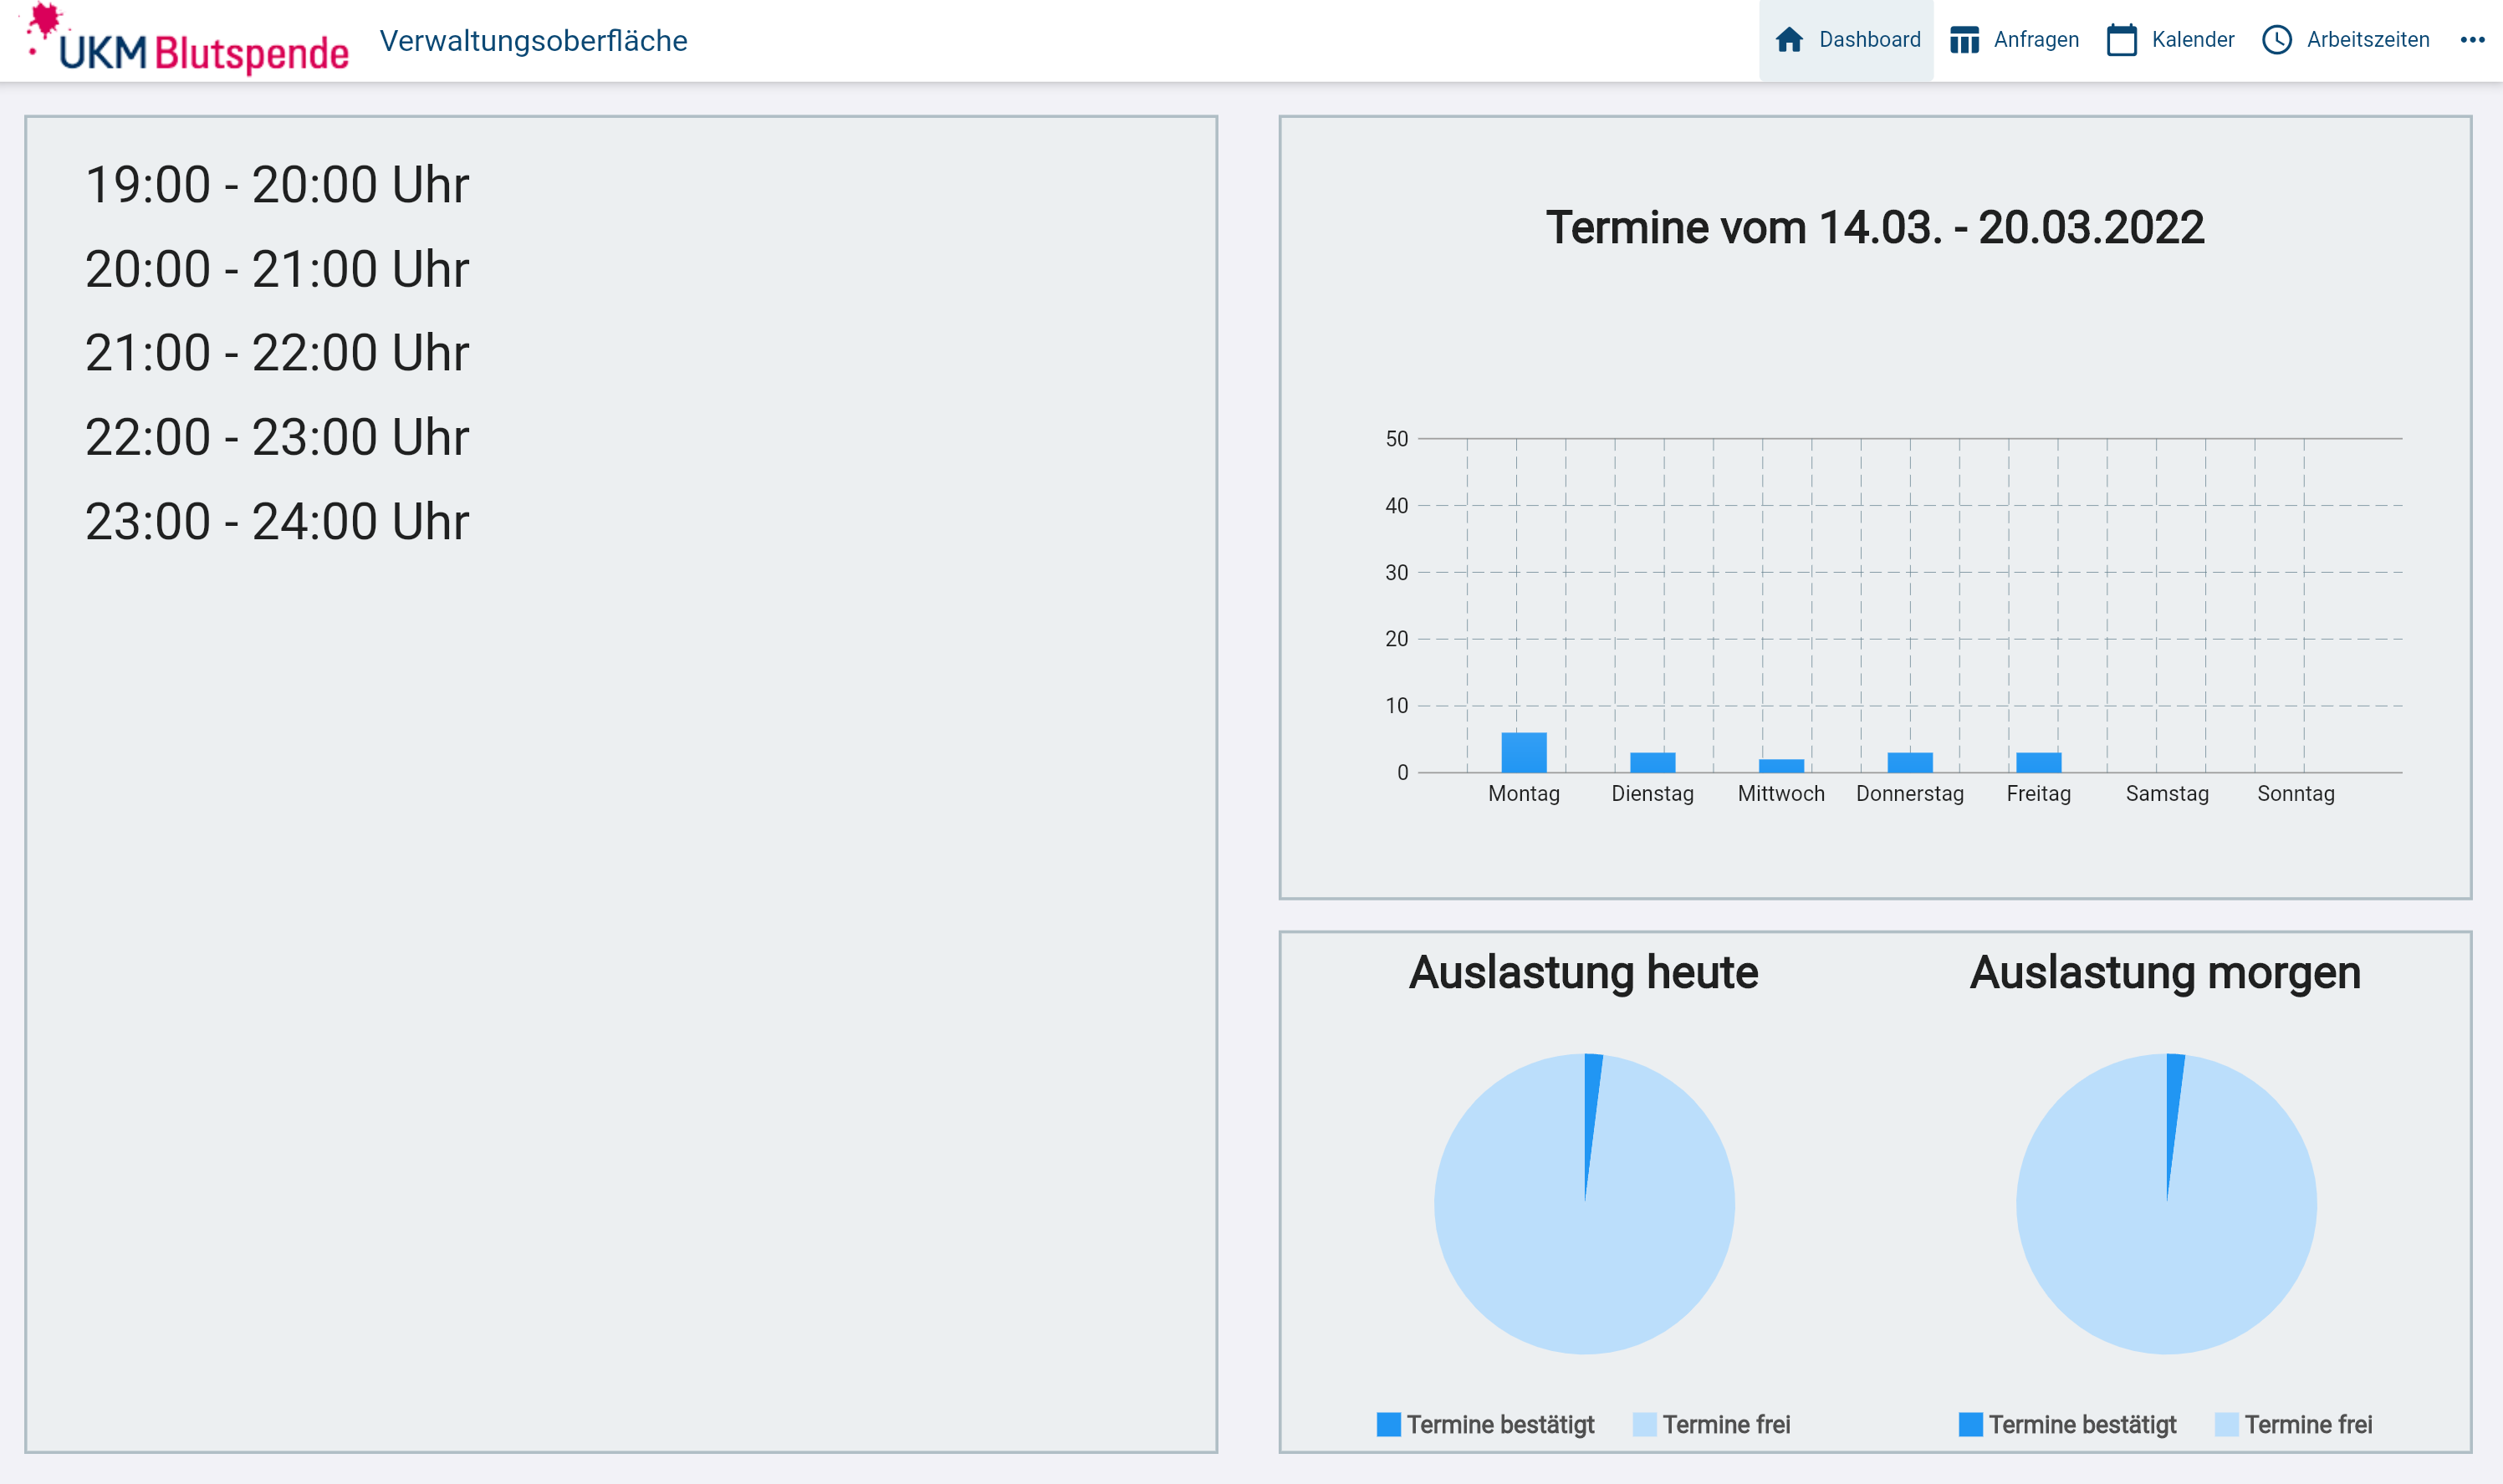 UKM Blutspende
Verwaltungsoberfläche
Dashboard
Anfragen
Kalender
Arbeitszeiten
19:00 - 20:00 Uhr
20:00 - 21:00 Uhr
21:00 - 22:00 Uhr
22:00 - 23:00 Uhr
23:00 - 24:00 Uhr
Termine vom 14.03. - 20.03.2022
50
40
30
20
10
0
Montag Dienstag Mittwoch Donnerstag Freitag Samstag Sonntag
Auslastung heute
Termine bestätigt Termine frei
Auslastung morgen
Termine bestätigt Termine frei